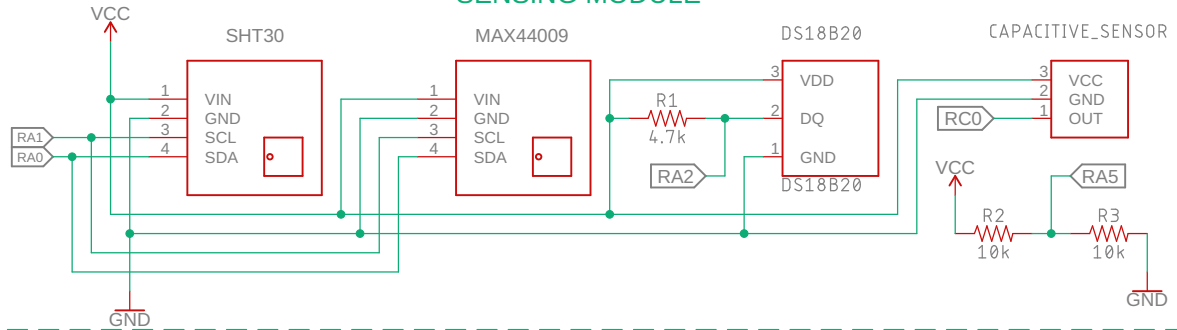 SENSING MODULE
VCC
SHT30
MAX44009
DS18B20
CAPACITIVE_SENSOR
1 VIN
2 GND
3 SCL
4 SDA
RA1
RA0
1 VIN
2 GND
3 SCL
4 SDA
R1
4.7k
RA2
3 VDD
2 DQ
1 GND
DS18B20
3 VCC
2 GND
1 OUT
RC0
VCC
RA5
R2
10k
R3
10k
GND
GND